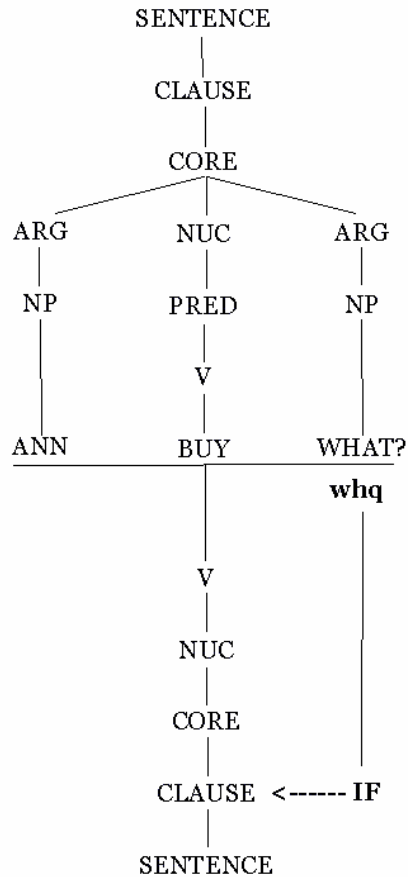 SENTENCE
CLAUSE
CORE
ARG NUC ARG
NP PRED NP
V
ANN BUY WHAT?
whq
V
NUC
CORE
CLAUSE <------ IF
SENTENCE